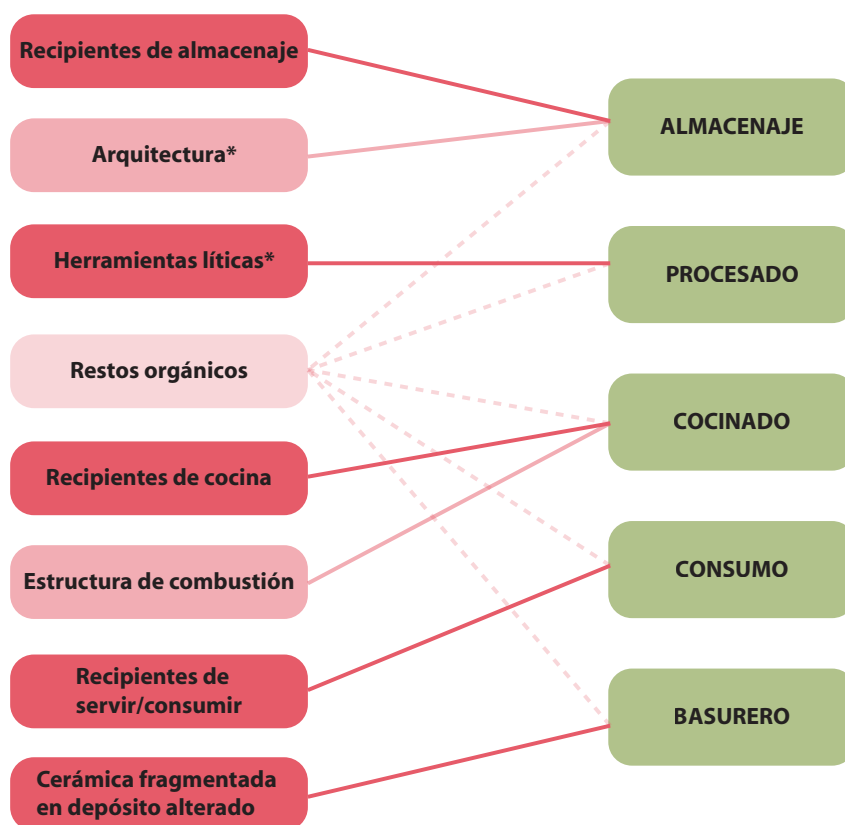 Recipientes de almacenaje
Arquitectura*
Herramientas líticas*
Restos orgánicos
Recipientes de cocina
Estructura de combustión
Recipientes de
servir/consumir
Cerámica fragmentada
en depósito alterado
ALMACENAJE
PROCESADO
COCINADO
CONSUMO
BASURERO